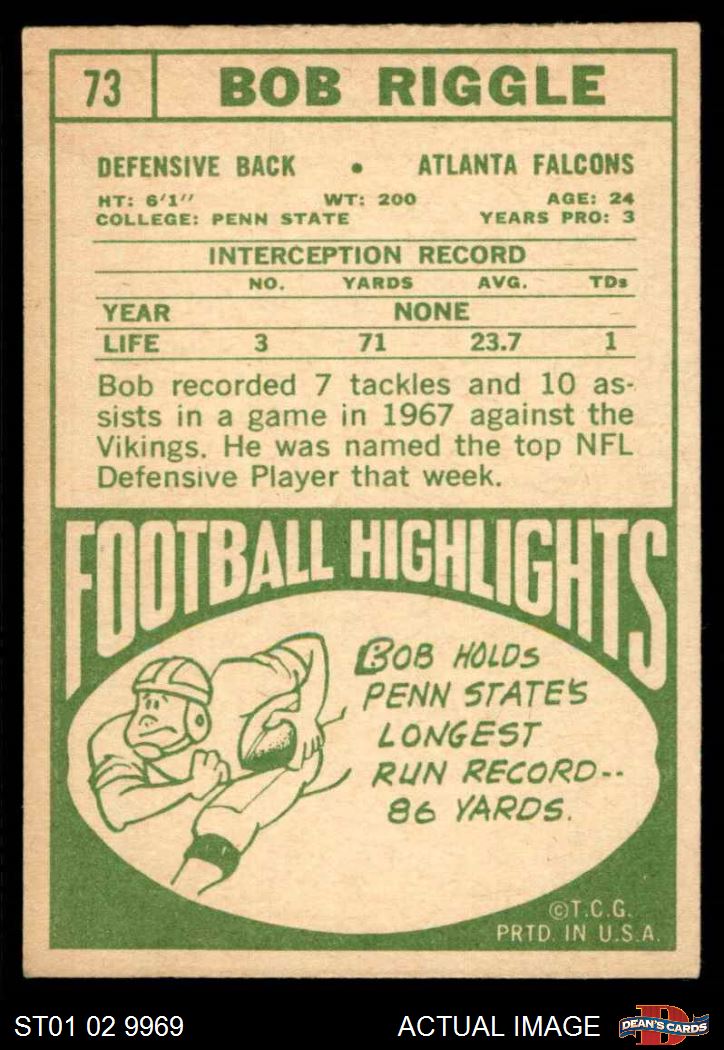 73 BOB RIGGLE
DEFENSIVE BACK • ATLANTA FALCONS
HT: 6'1" WT: 200 AGE: 24
COLLEGE: PENN STATE YEARS PRO: 3
INTERCEPTION RECORD
NO. YARDS AVG. TDs
YEAR NONE
LIFE 3 71 23.7 1
Bob recorded 7 tackles and 10 as-
sists in a game in 1967 against the
Vikings. He was named the top NFL
Defensive Player that week.
FOOTBALL HIGHLIGHTS
BOB HOLDS
PENN STATE'S
LONGEST
RUN RECORD--
86 YARDS.
©T.C.G.
PRTD. IN U.S.A.
ST01 02 9969 ACTUAL IMAGE D DEAN'S CARDS